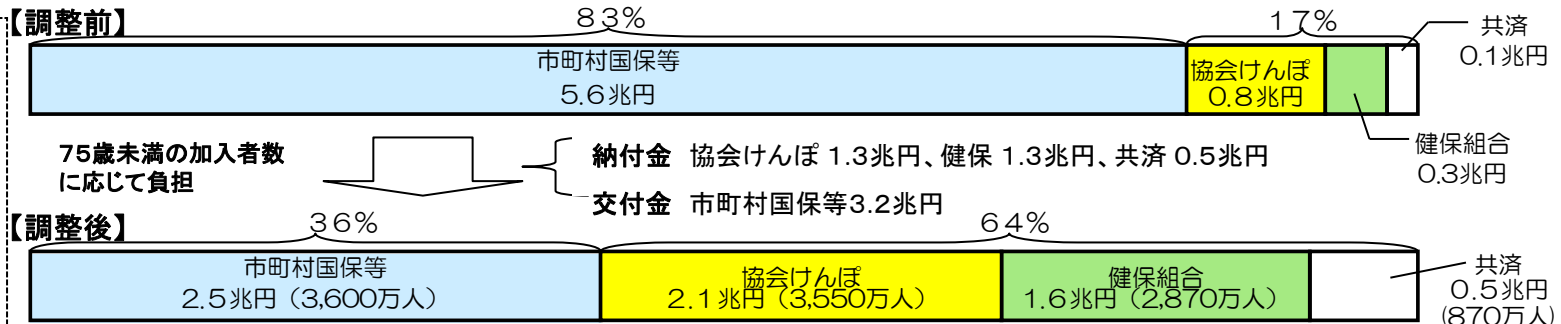 【調整前】
83%
17%
共済
0.1兆円
市町村国保等
5.6兆円
協会けんぽ
0.8兆円
健保組合
0.3兆円
75歳未満の加入者数
に応じて負担
納付金 協会けんぽ 1.3兆円、健保 1.3兆円、共済 0.5兆円
交付金 市町村国保等3.2兆円
【調整後】
36%
64%
市町村国保等
2.5兆円（3,600万人）
協会けんぽ
2.1兆円（3,550万人）
健保組合
1.6兆円（2,870万人）
共済
0.5兆円
(870万人)